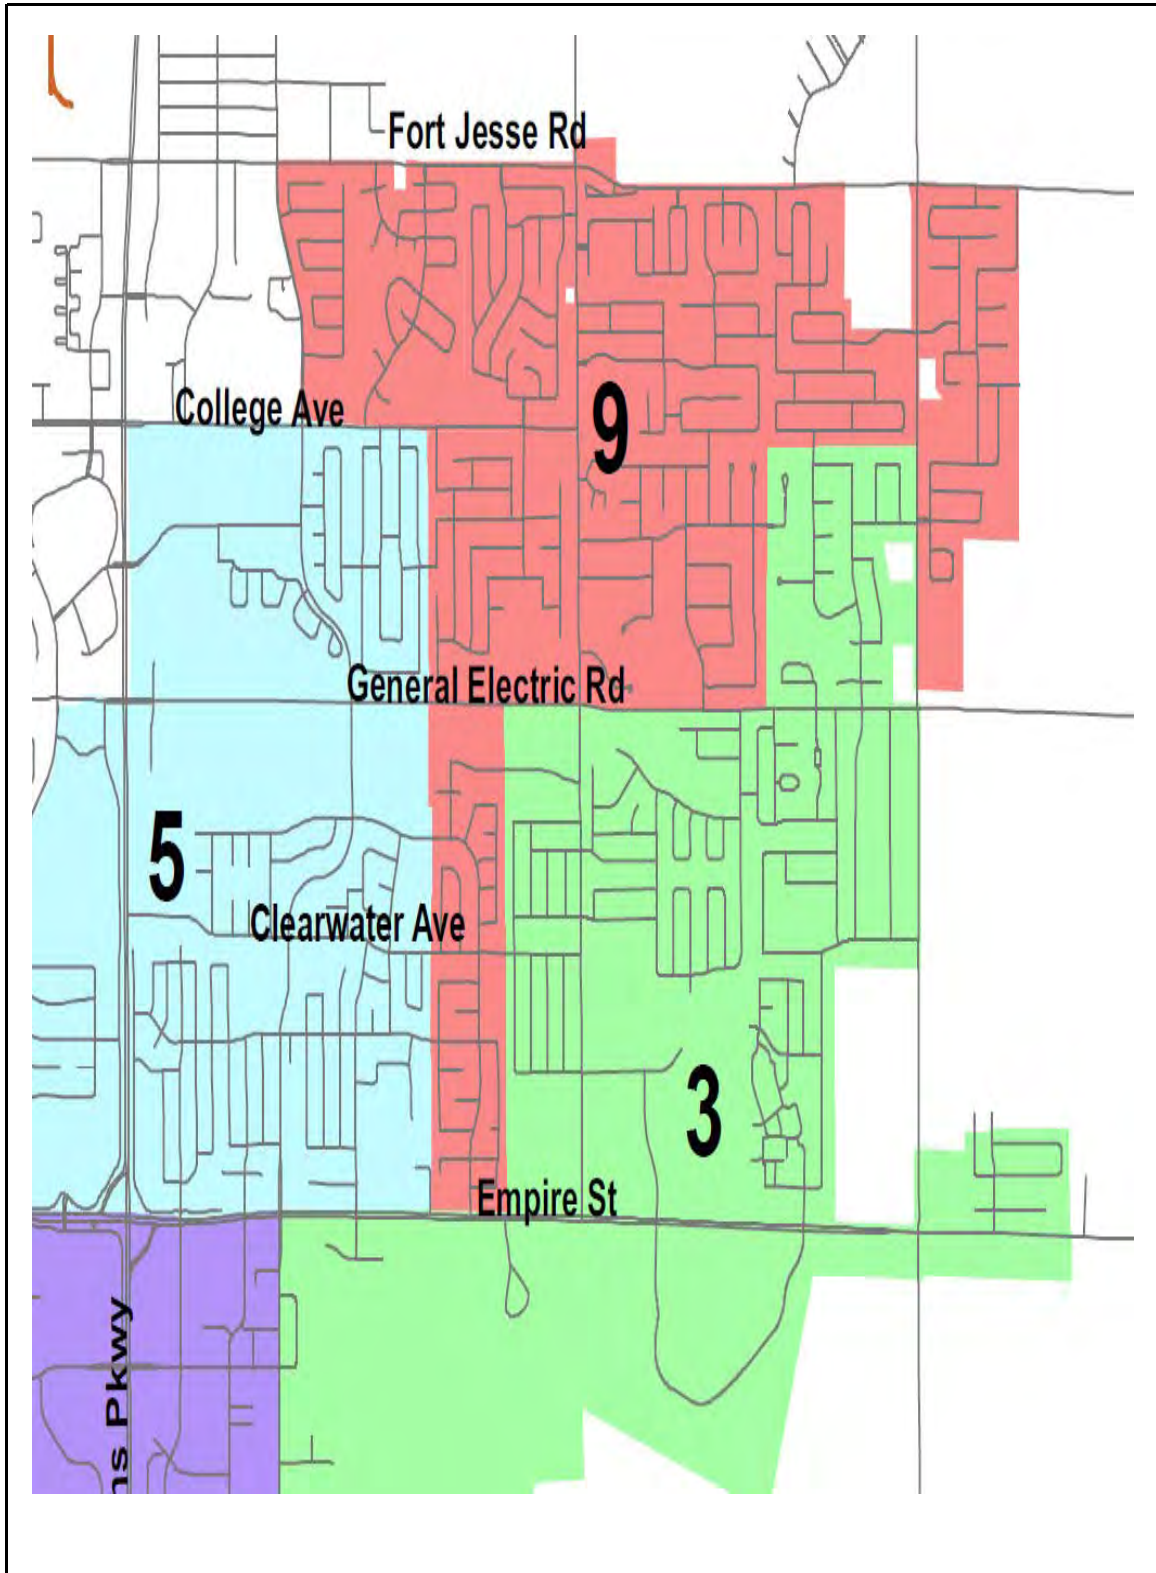 Fort Jesse Rd
College Ave
9
General Electric Rd
5
Clearwater Ave
3
Empire St
ns Pkwy